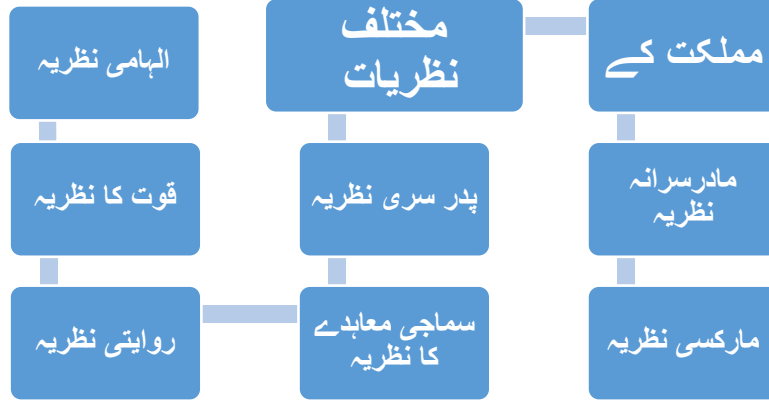 مملکت کے
مختلف
نظریات
الہامی نظریہ
قوت کا نظریہ
روایتی نظریہ
سماجی معاہدے
کا نظریہ
پدر سری نظریہ
مادرسرانہ
نظریہ
مارکسی نظریہ